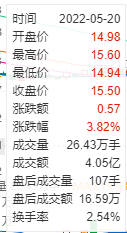 时间 2022-05-20
开盘价 14.98
最高价 15.60
最低价 14.94
收盘价 15.50
涨跌额 0.57
涨跌幅 3.82%
成交量 26.43万手
成交额 4.05亿
盘后成交量 107手
盘后成交额 16.59万
换手率 2.54%